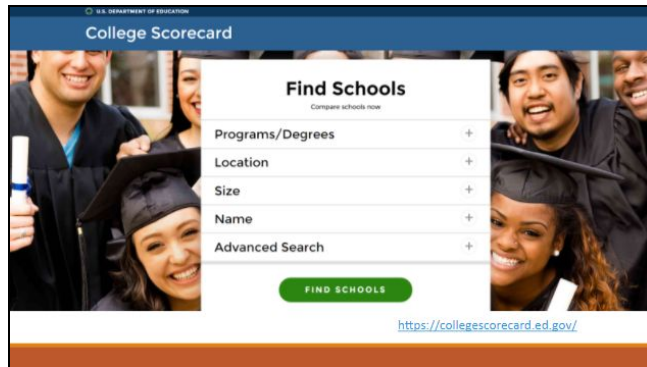 U.S. DEPARTMENT OF EDUCATION
College Scorecard
Find Schools
Compare schools now
Programs/Degrees +
Location +
Size +
Name +
Advanced Search +
FIND SCHOOLS
https://collegescorecard.ed.gov/